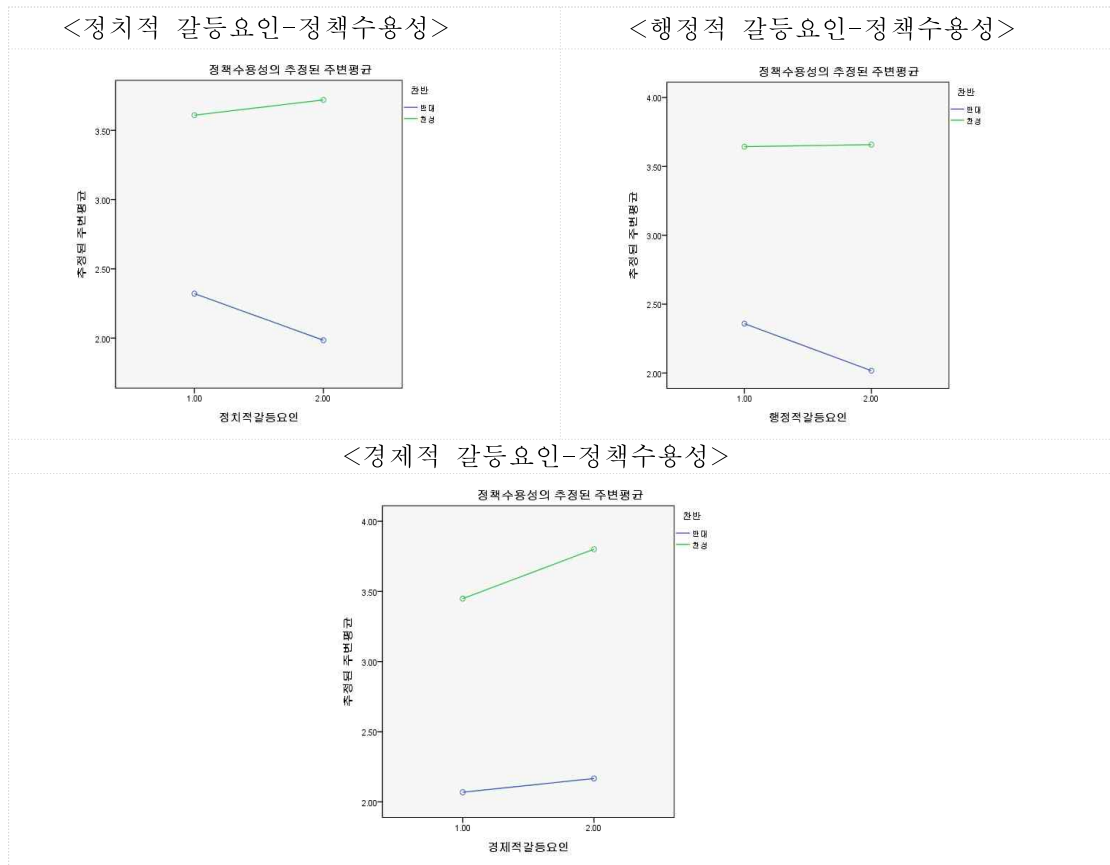 <정치적 갈등요인-정책수용성>
정책수용성의 추정된 주변평균
찬반
반대
찬성
3.50
3.00
2.50
2.00
추정된 주변평균
1.00 2.00
정치적갈등요인
<행정적 갈등요인-정책수용성>
정책수용성의 추정된 주변평균
찬반
반대
찬성
4.00
3.50
3.00
2.50
2.00
추정된 주변평균
1.00 2.00
행정적갈등요인
<경제적 갈등요인-정책수용성>
정책수용성의 추정된 주변평균
찬반
반대
찬성
4.00
3.50
3.00
2.50
2.00
추정된 주변평균
1.00 2.00
경제적갈등요인